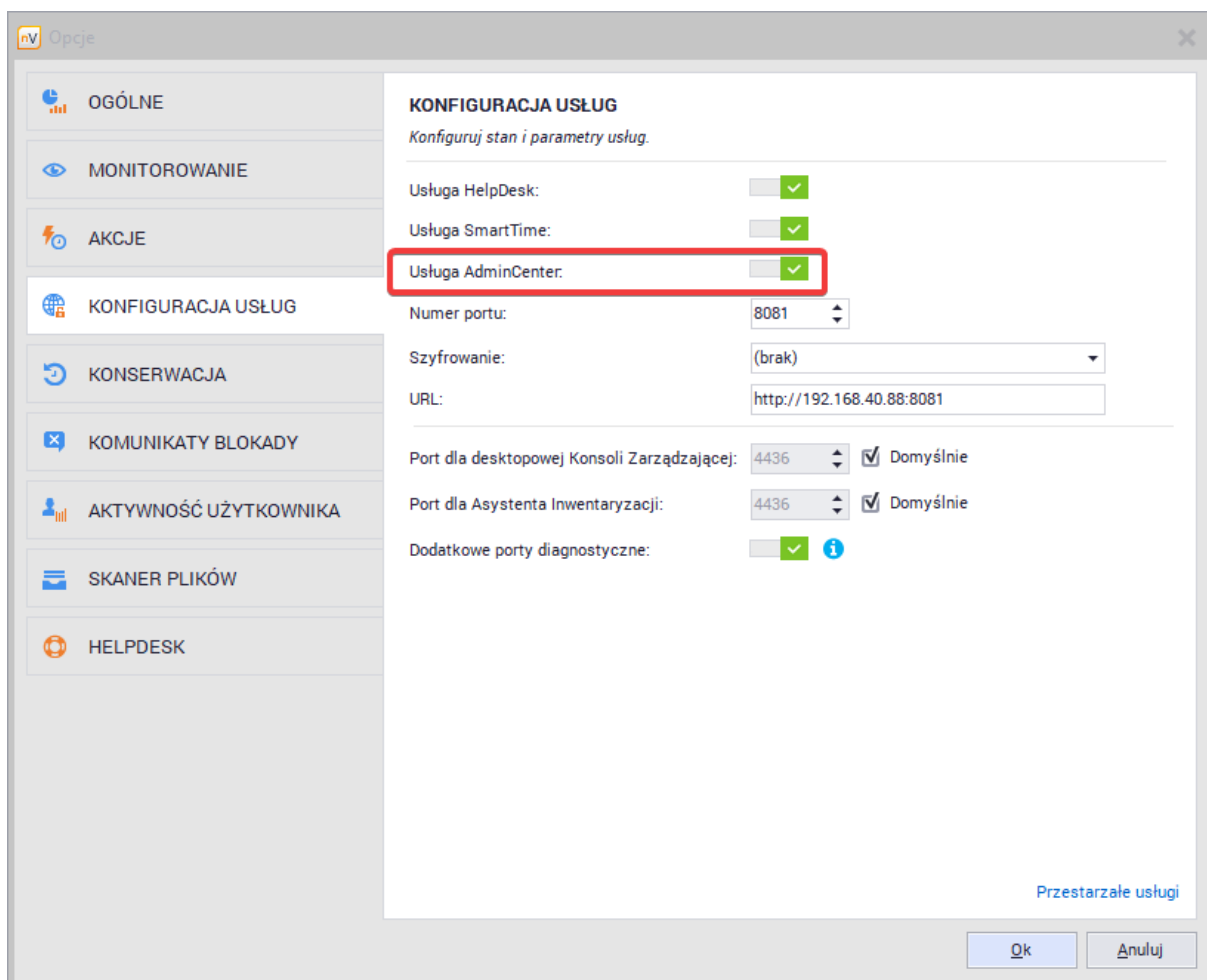 nV Opcje
OGÓLNE
MONITOROWANIE
AKCJE
KONFIGURACJA USŁUG
KONSERWACJA
KOMUNIKATY BLOKADY
AKTYWNOŚĆ UŻYTKOWNIKA
SKANER PLIKÓW
HELPDESK
KONFIGURACJA USŁUG
Konfiguruj stan i parametry usług.
Usługa HelpDesk:
Usługa SmartTime:
Usługa AdminCenter:
Numer portu: 8081
Szyfrowanie: (brak)
URL: http://192.168.40.88:8081
Port dla desktopowej Konsoli Zarządzającej: 4436 Domyślnie
Port dla Asystenta Inwentaryzacji: 4436 Domyślnie
Dodatkowe porty diagnostyczne:
Przestarzałe usługi
Ok Anuluj